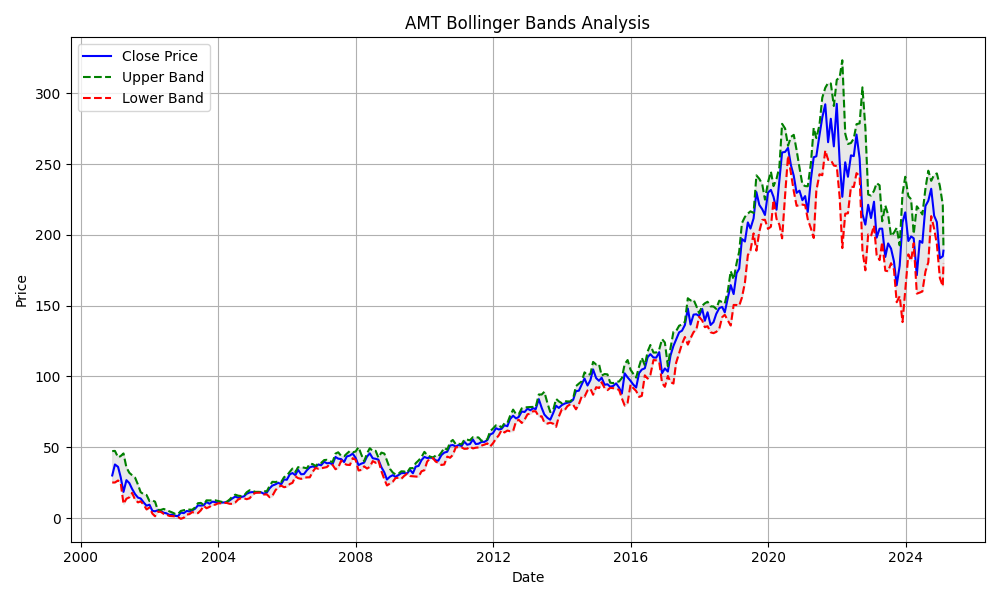 AMT Bollinger Bands Analysis
Close Price
Upper Band
Lower Band
Price
300
250
200
150
100
50
0
2000 2004 2008 2012 2016 2020 2024
Date